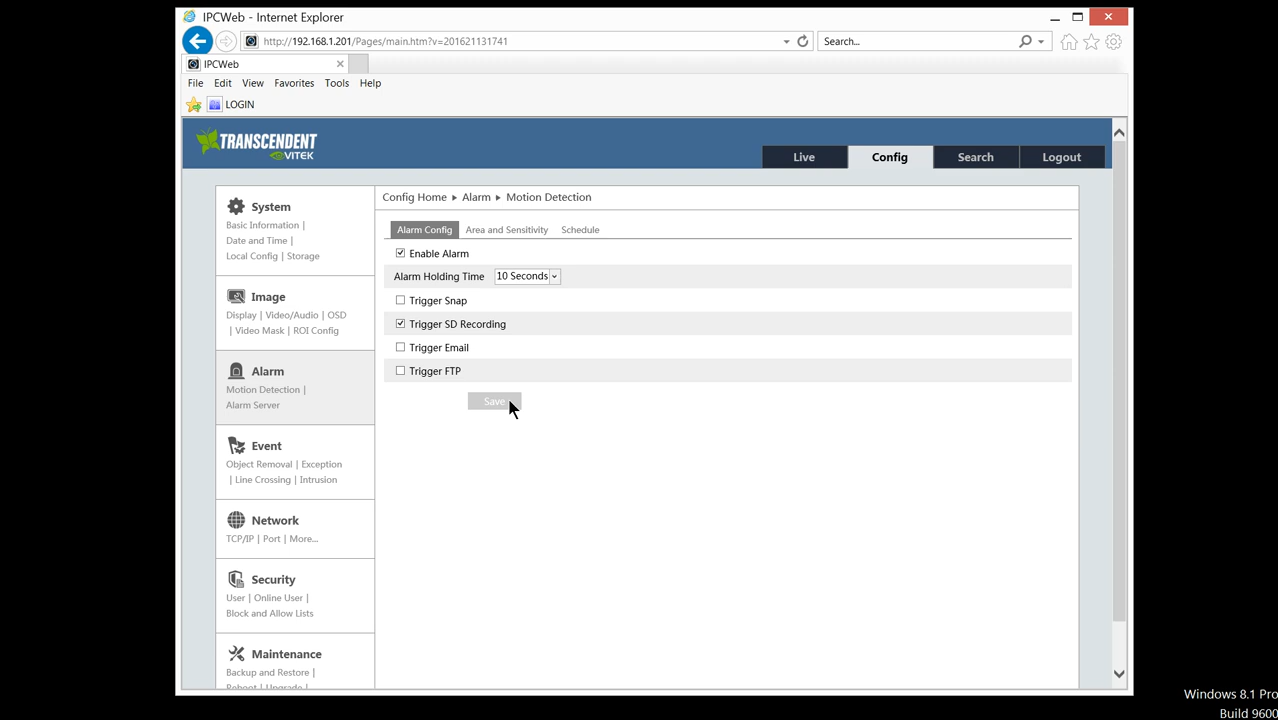 IPCWeb - Internet Explorer
http://192.168.1.201/Pages/main.htm?v=201621131741
Search...
IPCWeb
File Edit View Favorites Tools Help
LOGIN
TRANSCENDENT
VITEK
Live Config Search Logout
Config Home ▸ Alarm ▸ Motion Detection
Alarm Config Area and Sensitivity Schedule
Enable Alarm
Alarm Holding Time 10 Seconds
Trigger Snap
Trigger SD Recording
Trigger Email
Trigger FTP
Save
System
Basic Information |
Date and Time |
Local Config | Storage
Image
Display | Video/Audio | OSD
| Video Mask | ROI Config
Alarm
Motion Detection |
Alarm Server
Event
Object Removal | Exception
| Line Crossing | Intrusion
Network
TCP/IP | Port | More...
Security
User | Online User |
Block and Allow Lists
Maintenance
Backup and Restore |
Reboot | Upgrade |
Windows 8.1 Pro
Build 9600